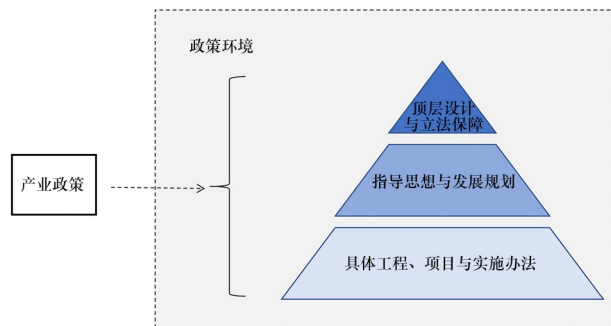 政策环境
顶层设计
与立法保障
指导思想与发展规划
产业政策
具体工程、项目与实施办法